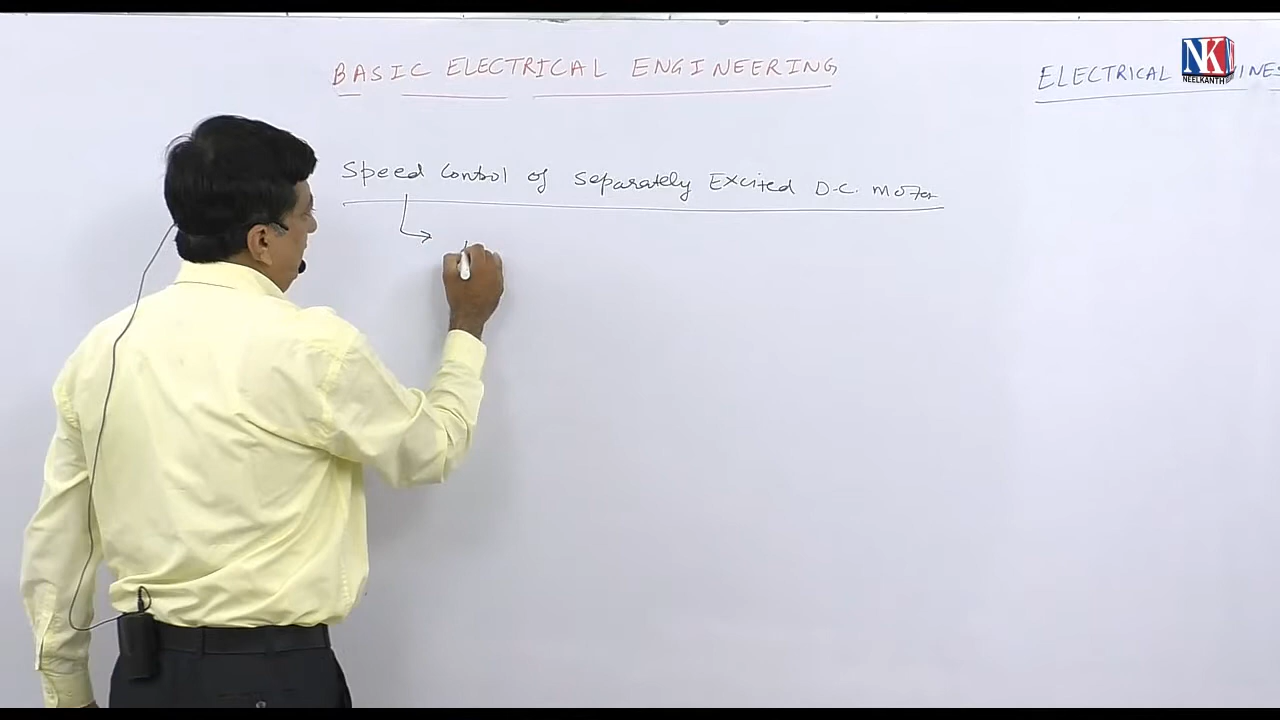 BASIC ELECTRICAL ENGINEERING
ELECTRICAL
NK
NEELKANTH
Speed Control of Separately Excited D.C. Motor